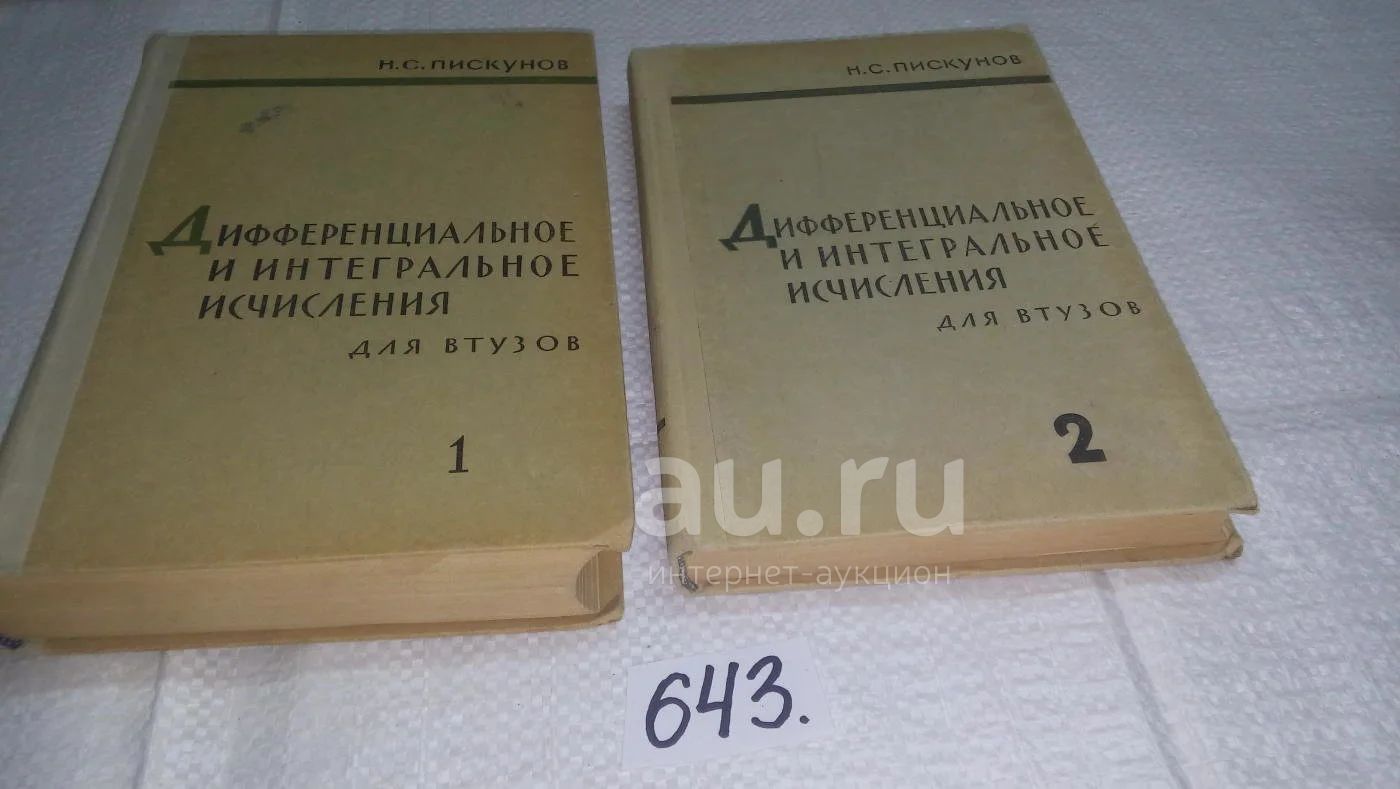 Н.С.ПИСКУНОВ
ДИФФЕРЕНЦИАЛЬНОЕ
И ИНТЕГРАЛЬНОЕ
ИСЧИСЛЕНИЯ
ДЛЯ ВТУЗОВ
1
Н.С.ПИСКУНОВ
ДИФФЕРЕНЦИАЛЬНОЕ
И ИНТЕГРАЛЬНОЕ
ИСЧИСЛЕНИЯ
ДЛЯ ВТУЗОВ
2
au.ru
интернет-аукцион
643.